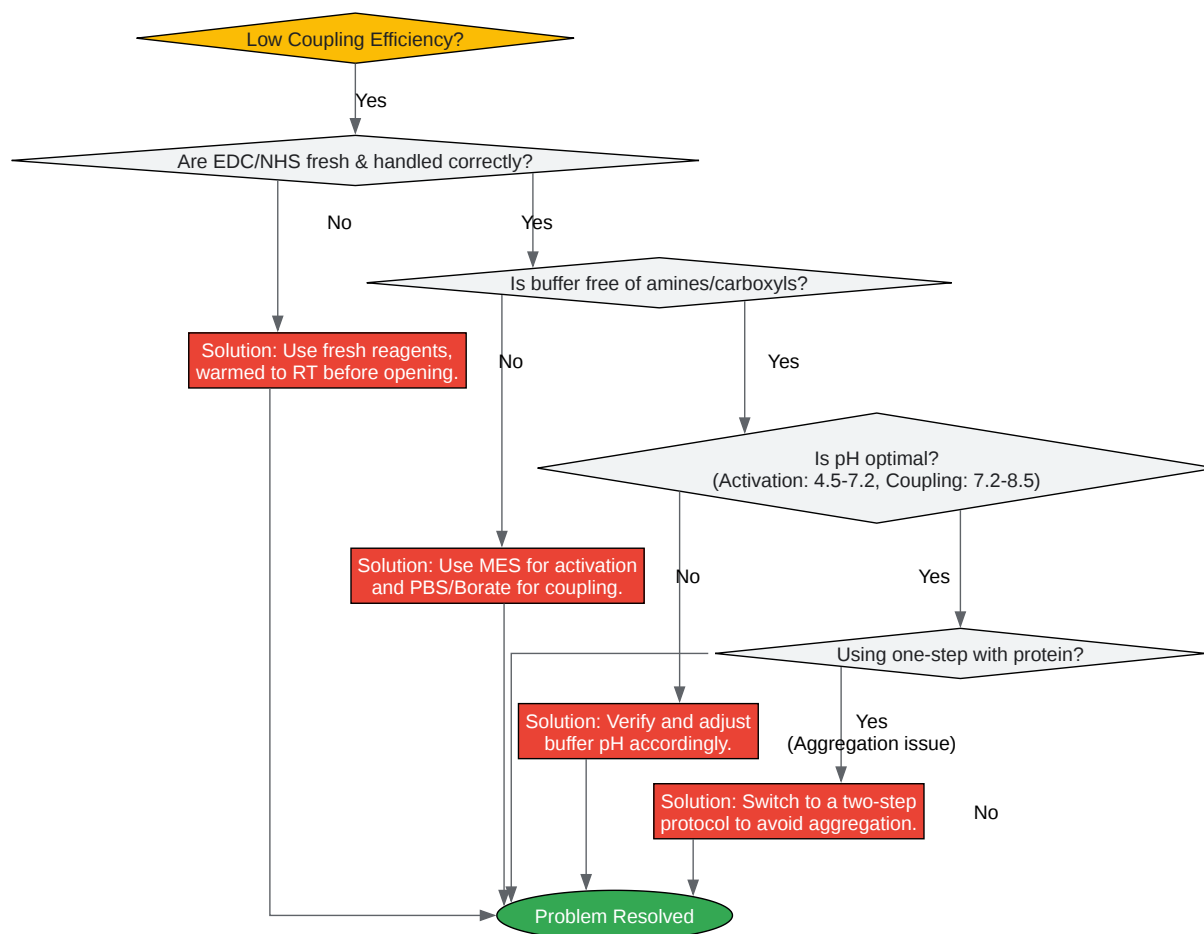 Low Coupling Efficiency?
Yes
Are EDC/NHS fresh & handled correctly?
No
Yes
Is buffer free of amines/carboxyls?
Solution: Use fresh reagents,
warmed to RT before opening.
No
Yes
Is pH optimal?
(Activation: 4.5-7.2, Coupling: 7.2-8.5)
Solution: Use MES for activation
and PBS/Borate for coupling.
No
Yes
Using one-step with protein?
Solution: Verify and adjust
buffer pH accordingly.
Yes
(Aggregation issue)
Solution: Switch to a two-step
protocol to avoid aggregation.
No
Problem Resolved